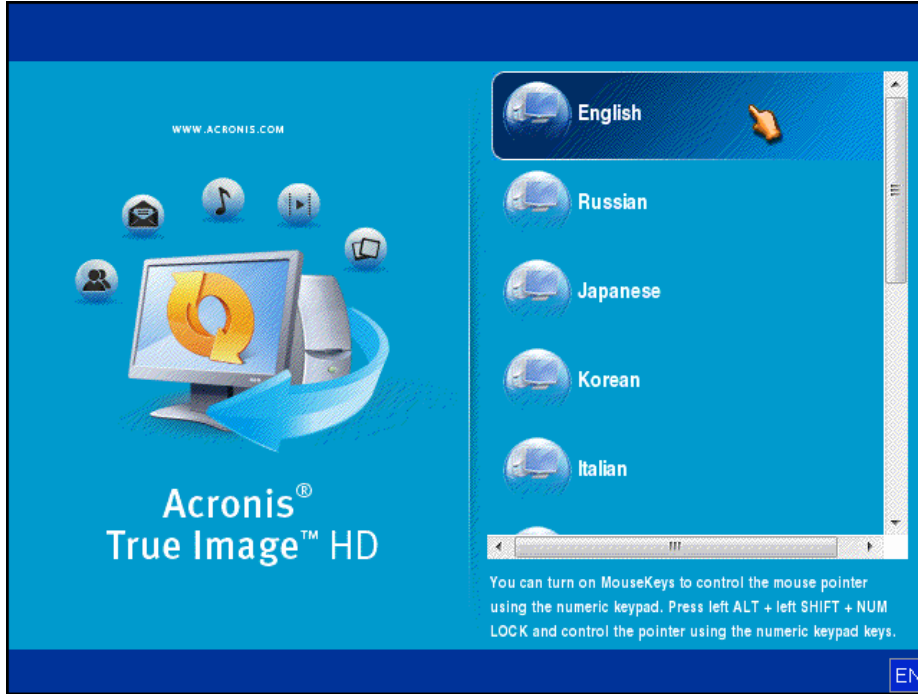 WWW.ACRONIS.COM
Acronis®
True Image™ HD
English
Russian
Japanese
Korean
Italian
You can turn on MouseKeys to control the mouse pointer
using the numeric keypad. Press left ALT + left SHIFT + NUM
LOCK and control the pointer using the numeric keypad keys.
EN